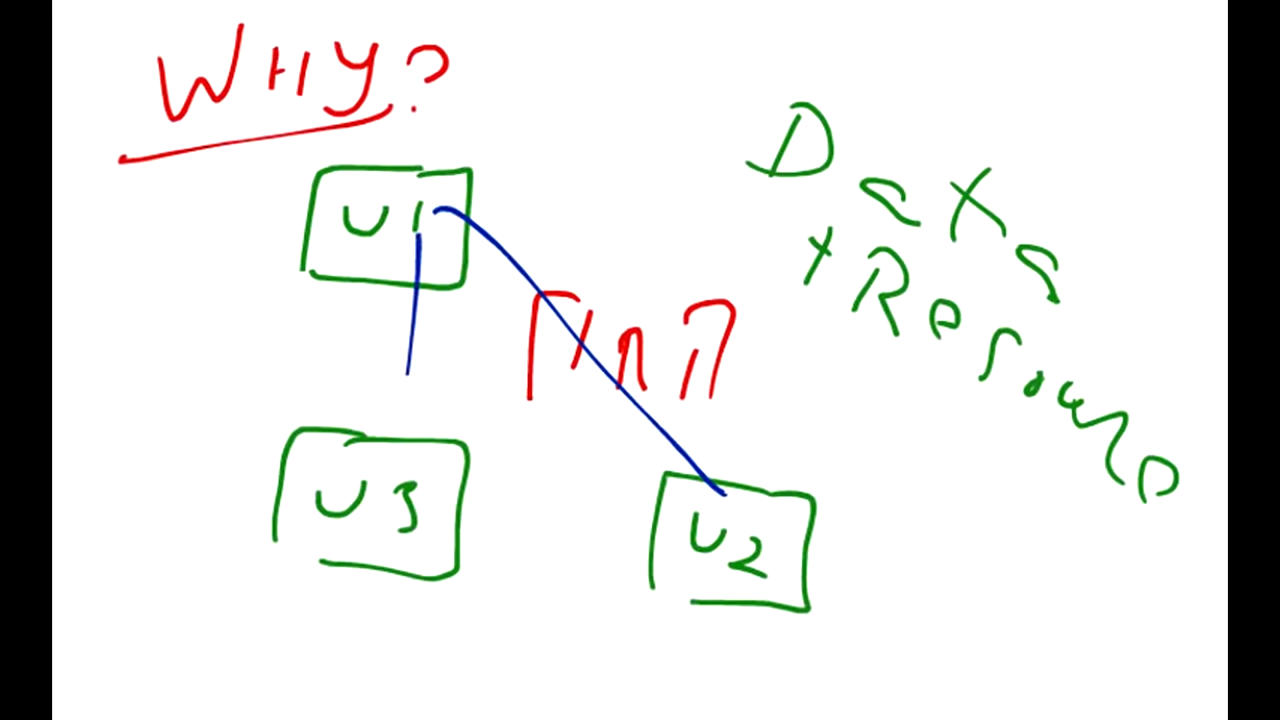 WHY?
U1
Data
+ Resource
U3
U2